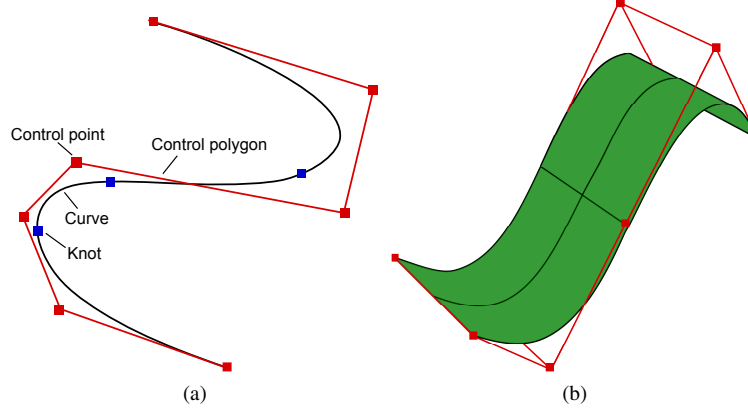 Control point
Control polygon
Curve
Knot
(a)
(b)